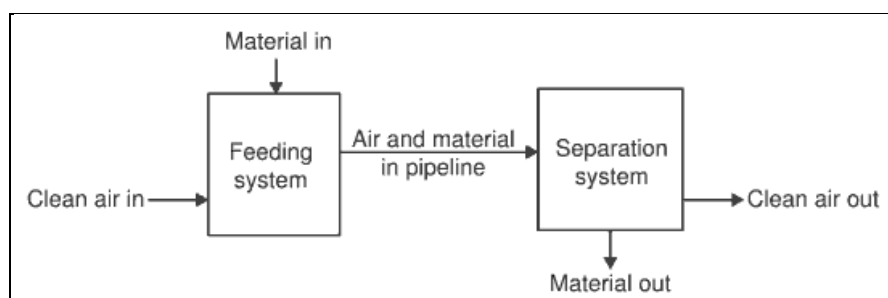 Material in
Feeding
system
Air and material
in pipeline
Separation
system
Clean air in
Clean air out
Material out